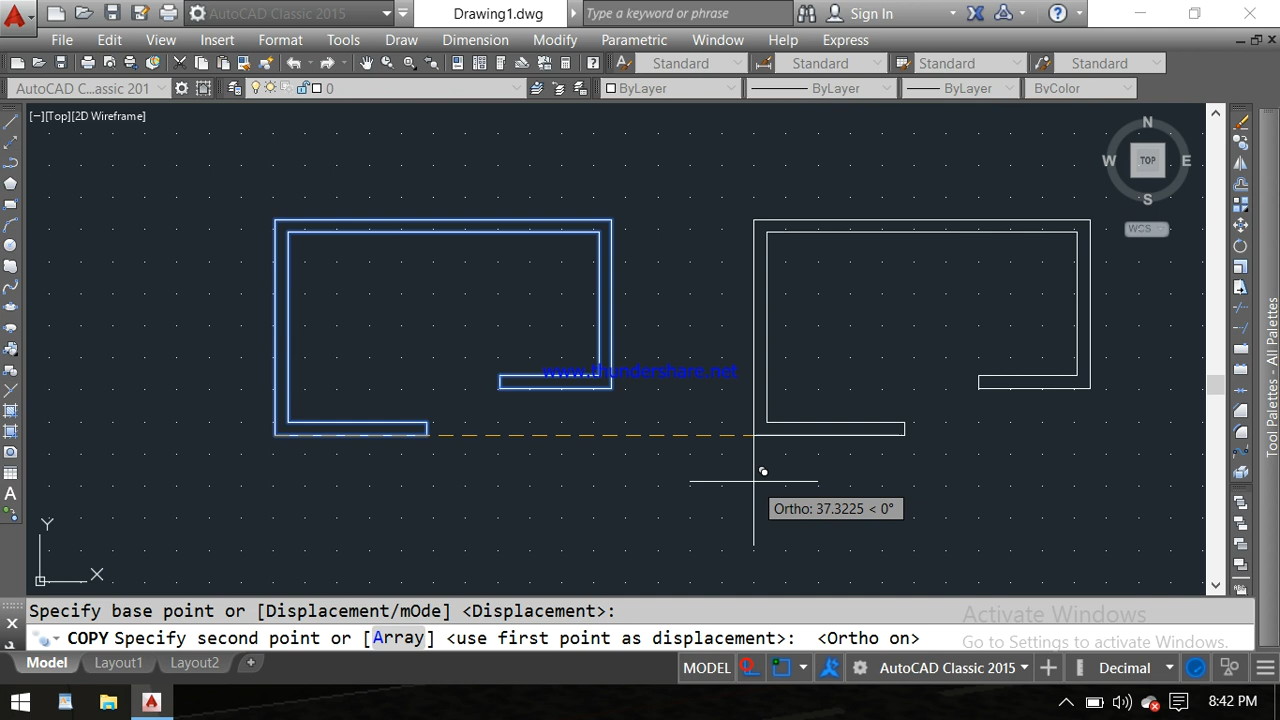 AutoCAD Classic 2015
Drawing1.dwg
Type a keyword or phrase
Sign In
File Edit View Insert Format Tools Draw Dimension Modify Parametric Window Help Express
Standard Standard Standard Standard
AutoCAD C...assic 201 0 ByLayer ByLayer ByLayer ByColor
[−][Top][2D Wireframe]
N
W TOP E
S
WCS
www.thundershare.net
Ortho: 37.3225 < 0°
Tool Palettes - All Palettes
A
Y
X
Specify base point or [Displacement/mOde] <Displacement>:
COPY Specify second point or [Array] <use first point as displacement>: <Ortho on>
Activate Windows
Go to Settings to activate Windows.
Model Layout1 Layout2
MODEL AutoCAD Classic 2015 Decimal
8:42 PM